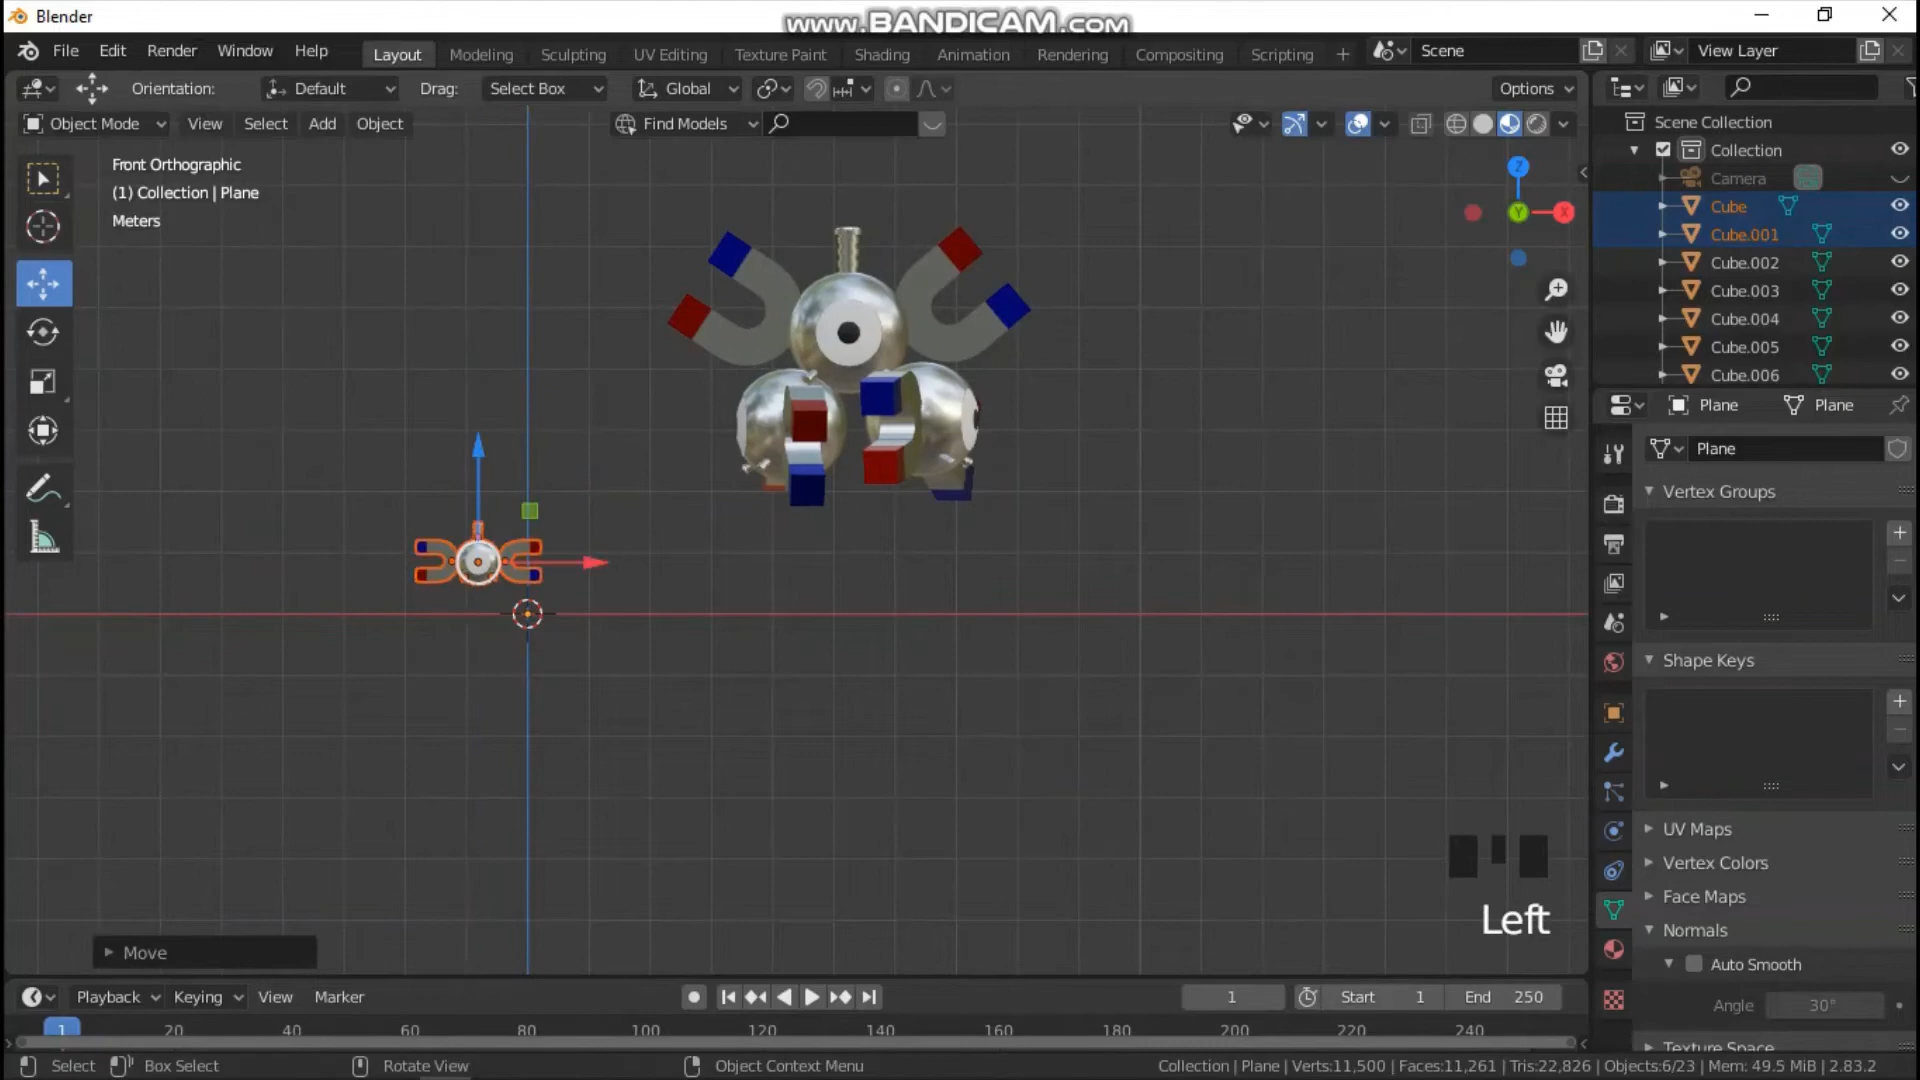 Blender
www.BANDICAM.com
File Edit Render Window Help
Layout Modeling Sculpting UV Editing Texture Paint Shading Animation Rendering Compositing Scripting +
Scene
View Layer
Orientation: Default Drag: Select Box Global Options
Object Mode View Select Add Object Find Models
Front Orthographic
(1) Collection | Plane
Meters
Z
Y
X
Scene Collection
Collection
Camera
Cube
Cube.001
Cube.002
Cube.003
Cube.004
Cube.005
Cube.006
Plane Plane
Plane
Vertex Groups
Shape Keys
UV Maps
Vertex Colors
Face Maps
Normals
Auto Smooth
Angle 30°
Texture Space
Left
Move
Playback Keying View Marker 1 Start 1 End 250
1 20 40 60 80 100 120 140 160 180 200 220 240
Select Box Select Rotate View Object Context Menu Collection | Plane | Verts:11,500 | Faces:11,261 | Tris:22,826 | Objects:6/23 | Mem: 49.5 MiB | 2.83.2